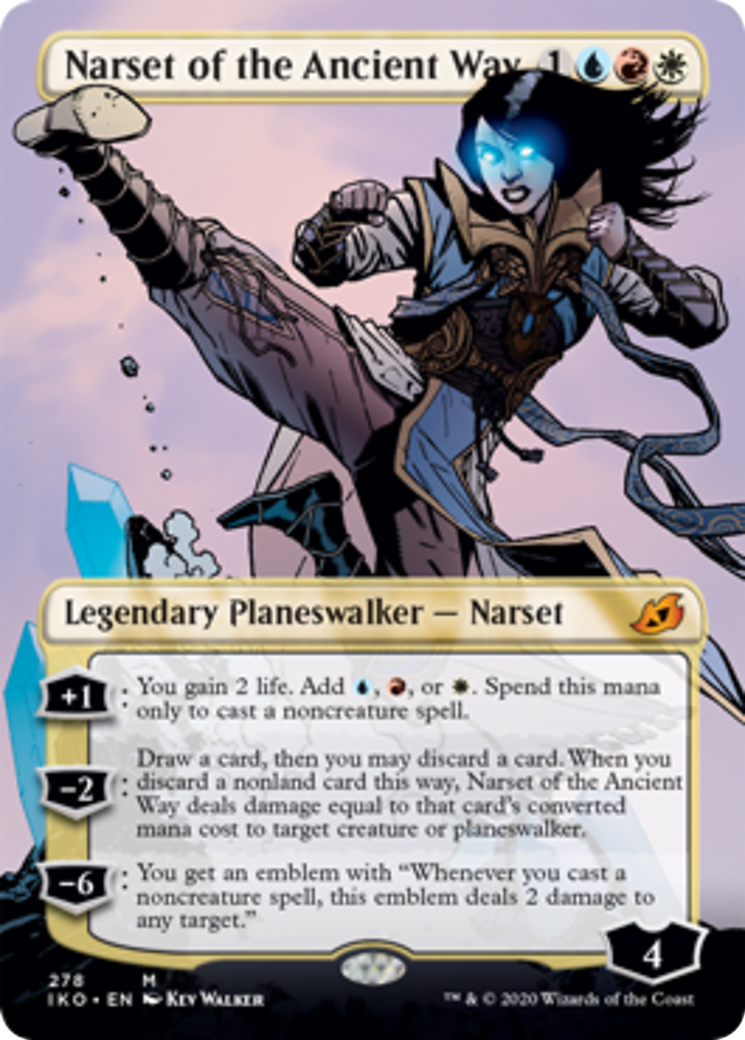 Narset of the Ancient Way 1
Legendary Planeswalker — Narset
+1 : You gain 2 life. Add , , or . Spend this mana
only to cast a noncreature spell.
Draw a card, then you may discard a card. When you
−2 : discard a nonland card this way, Narset of the Ancient
Way deals damage equal to that card's converted
mana cost to target creature or planeswalker.
−6 : You get an emblem with “Whenever you cast a
noncreature spell, this emblem deals 2 damage to
any target.”
4
278 M
IKO • EN Kev Walker ™ & © 2020 Wizards of the Coast